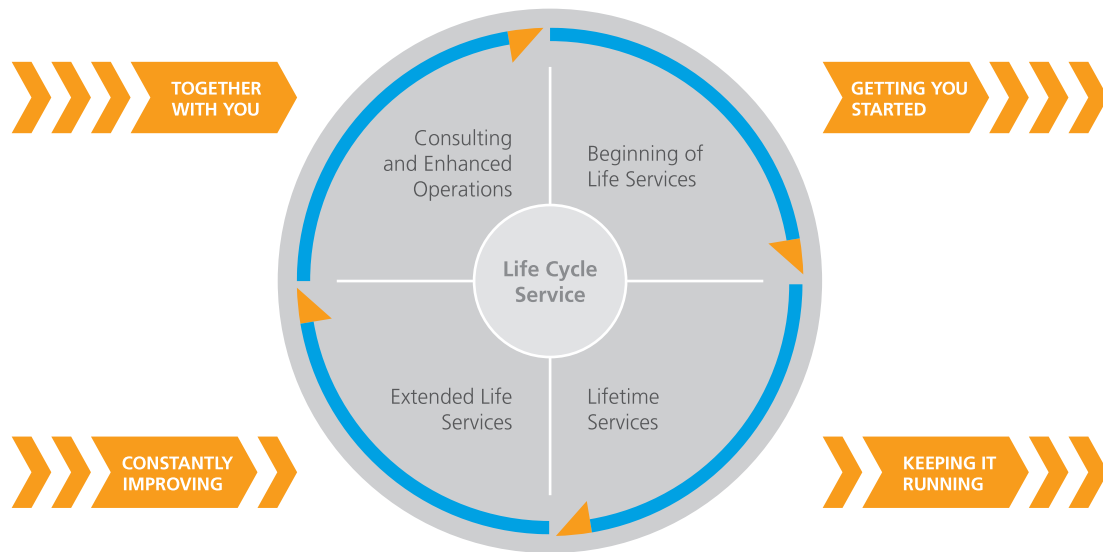 TOGETHER
WITH YOU
GETTING YOU
STARTED
Consulting
and Enhanced
Operations
Beginning of
Life Services
Life Cycle
Service
Extended Life
Services
Lifetime
Services
CONSTANTLY
IMPROVING
KEEPING IT
RUNNING